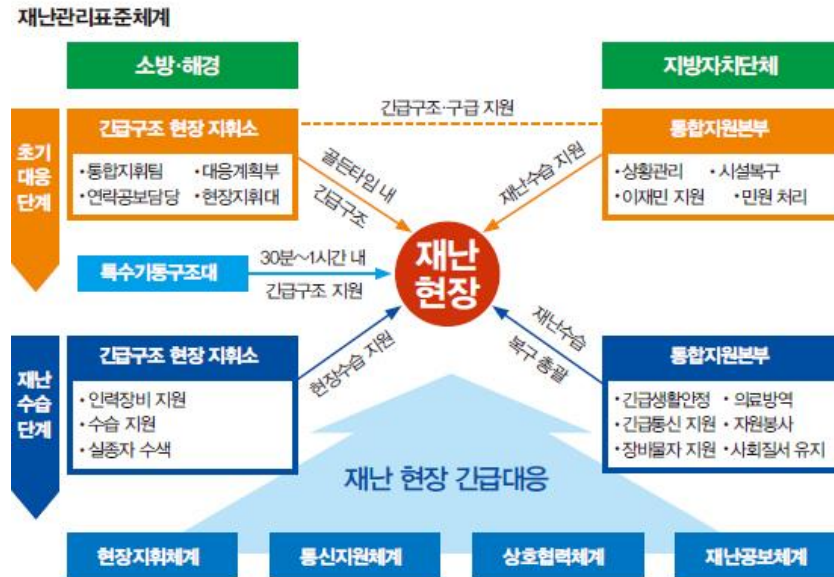 재난관리표준체계
소방·해경
지방자치단체
초기
대응
단계
긴급구조 현장 지휘소
•통합지휘팀 •대응계획부
•연락공보담당 •현장지휘대
긴급구조·구급 지원
통합지원본부
•상황관리 •시설복구
•이재민 지원 •민원 처리
골든타임 내
긴급구조
재난수습 지원
특수기동구조대
30분~1시간 내
긴급구조 지원
재난
현장
재난
수습
단계
긴급구조 현장 지휘소
•인력장비 지원
•수습 지원
•실종자 수색
현장수습 지원
재난수습
복구 총괄
통합지원본부
•긴급생활안정 •의료방역
•긴급통신 지원 •자원봉사
•장비물자 지원 •사회질서 유지
재난 현장 긴급대응
현장지휘체계
통신지원체계
상호협력체계
재난공보체계